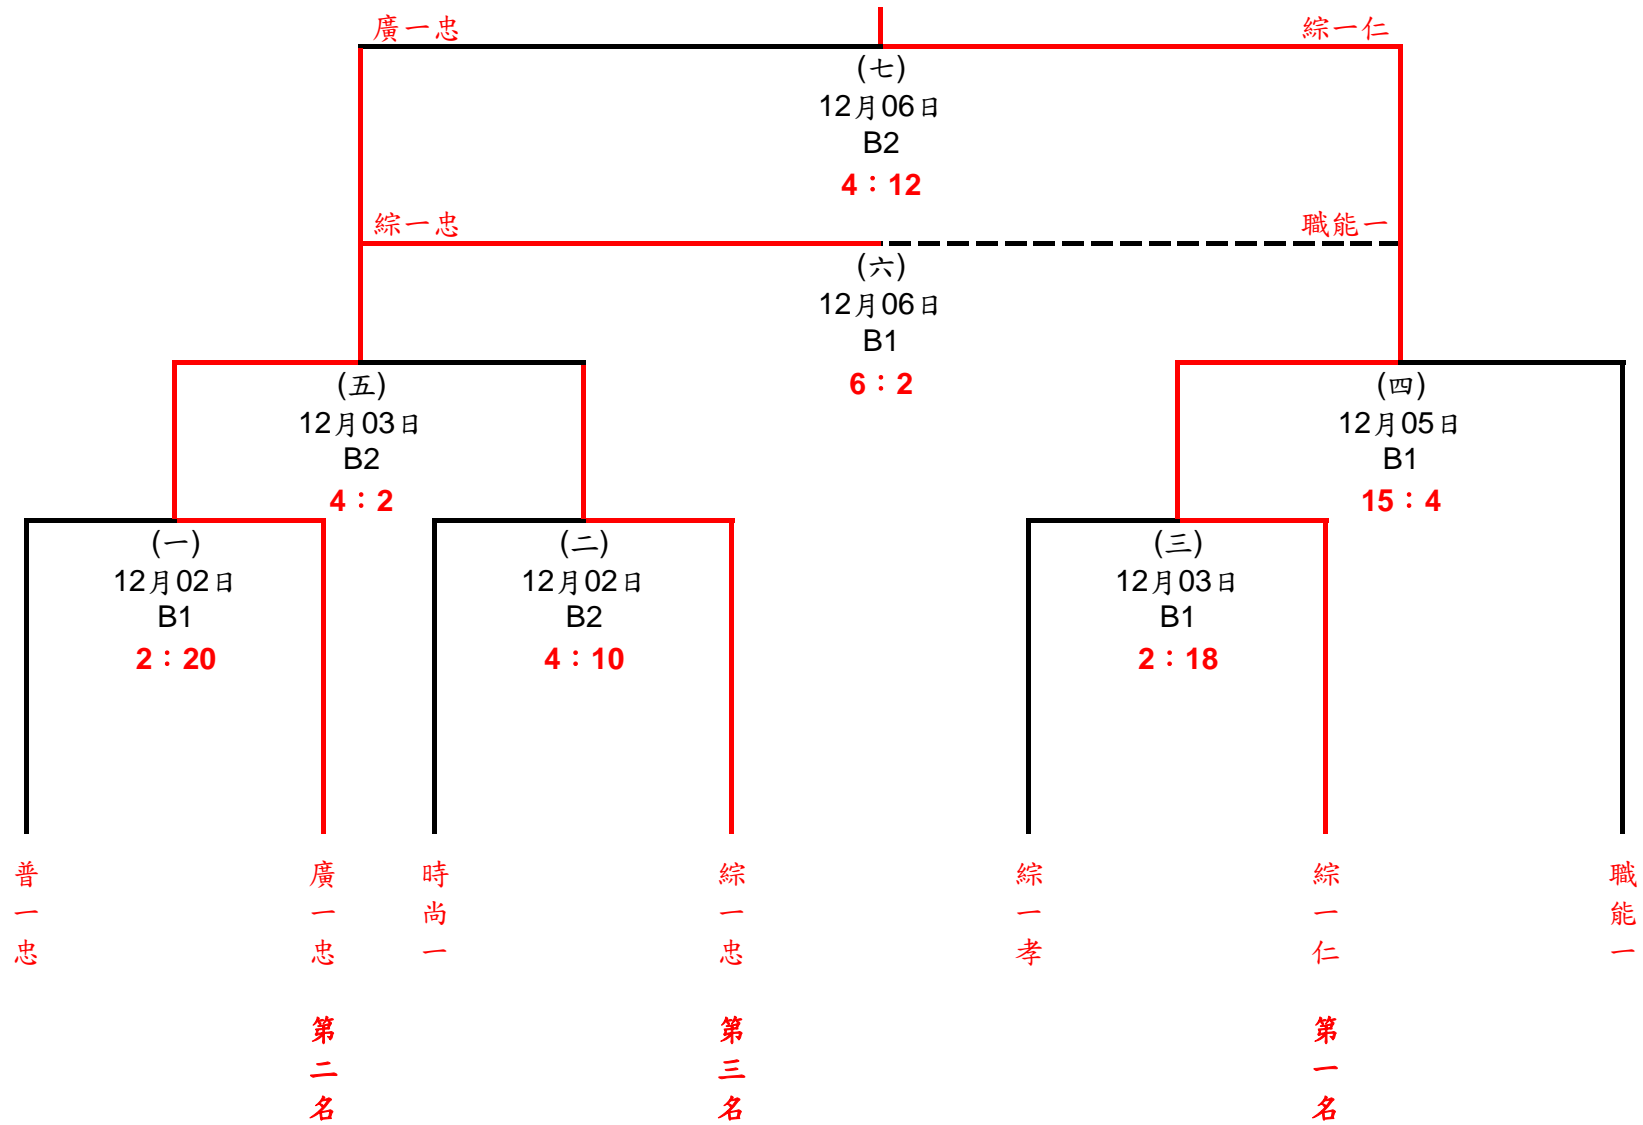 廣一忠
綜一仁
(七)
12月06日
B2
4：12
綜一忠
職能一
(六)
12月06日
B1
6：2
(五)
12月03日
B2
4：2
(四)
12月05日
B1
15：4
(一)
12月02日
B1
2：20
(二)
12月02日
B2
4：10
(三)
12月03日
B1
2：18
普一忠
廣一忠 第二名
時尚一
綜一忠 第三名
綜一孝
綜一仁 第一名
職能一